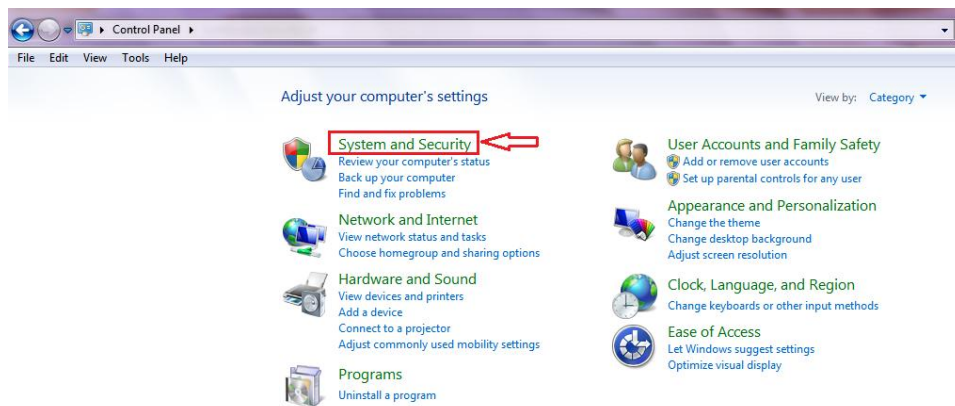 Control Panel
File Edit View Tools Help
Adjust your computer's settings
View by: Category
System and Security
Review your computer's status
Back up your computer
Find and fix problems
Network and Internet
View network status and tasks
Choose homegroup and sharing options
Hardware and Sound
View devices and printers
Add a device
Connect to a projector
Adjust commonly used mobility settings
Programs
Uninstall a program
User Accounts and Family Safety
Add or remove user accounts
Set up parental controls for any user
Appearance and Personalization
Change the theme
Change desktop background
Adjust screen resolution
Clock, Language, and Region
Change keyboards or other input methods
Ease of Access
Let Windows suggest settings
Optimize visual display